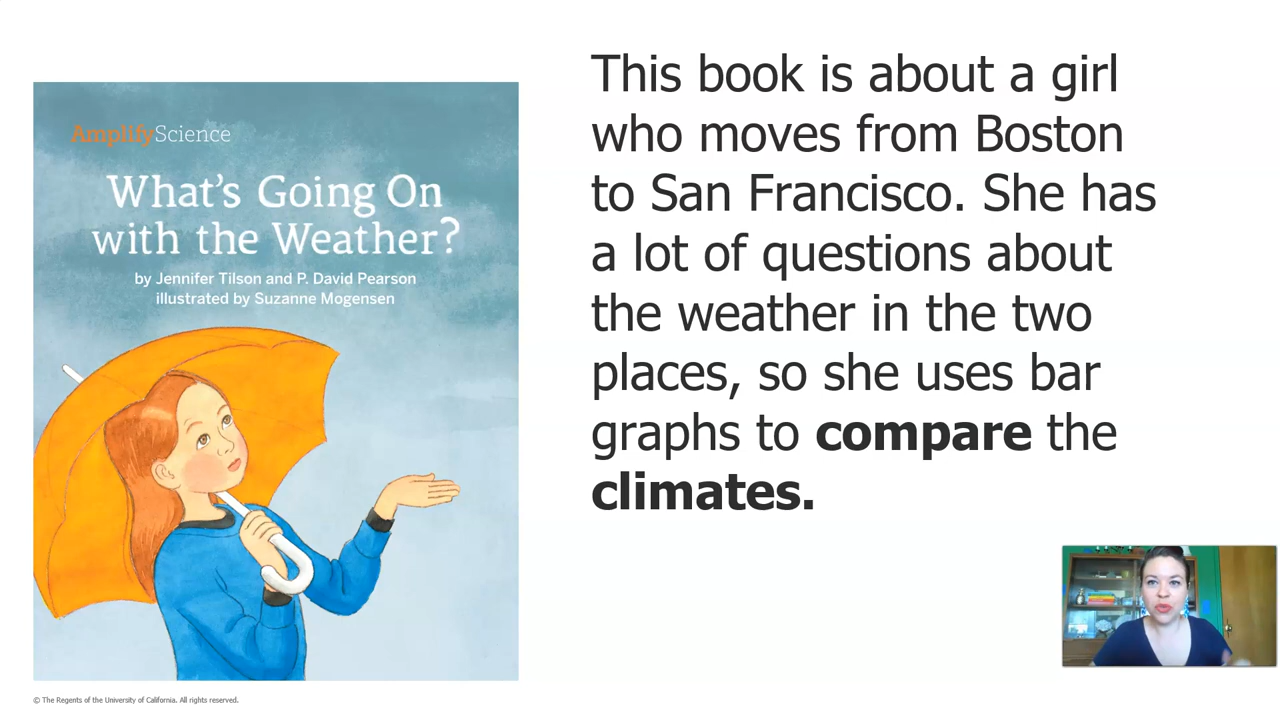 AmplifyScience
What's Going On
with the Weather?
by Jennifer Tilson and P. David Pearson
illustrated by Suzanne Mogensen
This book is about a girl
who moves from Boston
to San Francisco. She has
a lot of questions about
the weather in the two
places, so she uses bar
graphs to compare the
climates.
© The Regents of the University of California. All rights reserved.